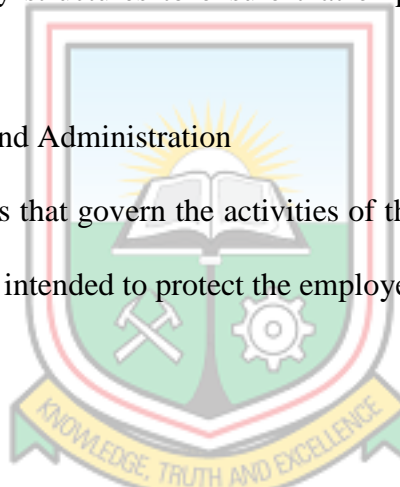 nd Administration
s that govern the activities of th
intended to protect the employe
KNOWLEDGE, TRUTH AND EXCELLENCE